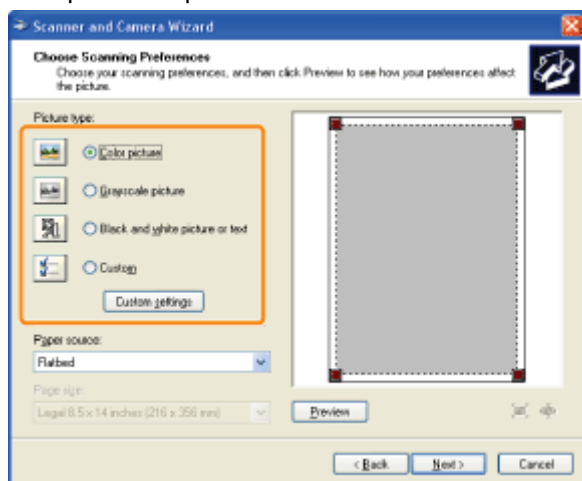 Scanner and Camera Wizard
Choose Scanning Preferences
Choose your scanning preferences, and then click Preview to see how your preferences affect
the picture.
Picture type:
Color picture
Grayscale picture
Black and white picture or text
Custom
Custom settings
Paper source:
Flatbed
Page size:
Legal 8.5 x 14 inches (216 x 356 mm)
Preview
< Back Next > Cancel